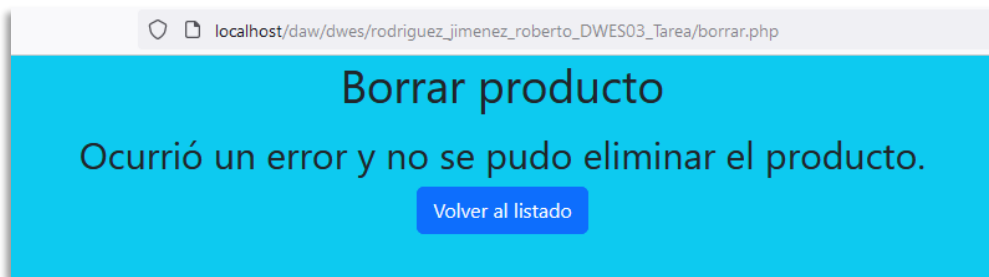 localhost/daw/dwes/rodriguez_jimenez_roberto_DWES03_Tarea/borrar.php
Borrar producto
Ocurrió un error y no se pudo eliminar el producto.
Volver al listado